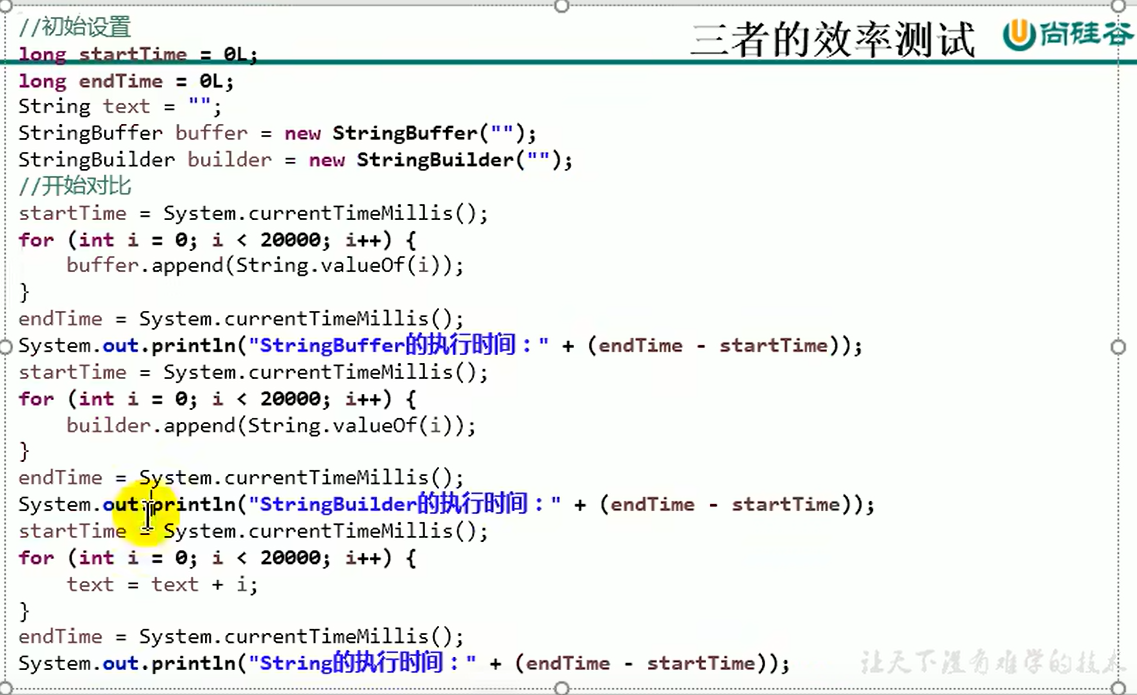 三者的效率测试
尚硅谷
//初始设置
long startTime = 0L;
long endTime = 0L;
String text = "";
StringBuffer buffer = new StringBuffer("");
StringBuilder builder = new StringBuilder("");
//开始对比
startTime = System.currentTimeMillis();
for (int i = 0; i < 20000; i++) {
    buffer.append(String.valueOf(i));
}
endTime = System.currentTimeMillis();
System.out.println("StringBuffer的执行时间：" + (endTime - startTime));
startTime = System.currentTimeMillis();
for (int i = 0; i < 20000; i++) {
    builder.append(String.valueOf(i));
}
endTime = System.currentTimeMillis();
System.out.println("StringBuilder的执行时间：" + (endTime - startTime));
startTime = System.currentTimeMillis();
for (int i = 0; i < 20000; i++) {
    text = text + i;
}
endTime = System.currentTimeMillis();
System.out.println("String的执行时间：" + (endTime - startTime));
让天下没有难学的技术